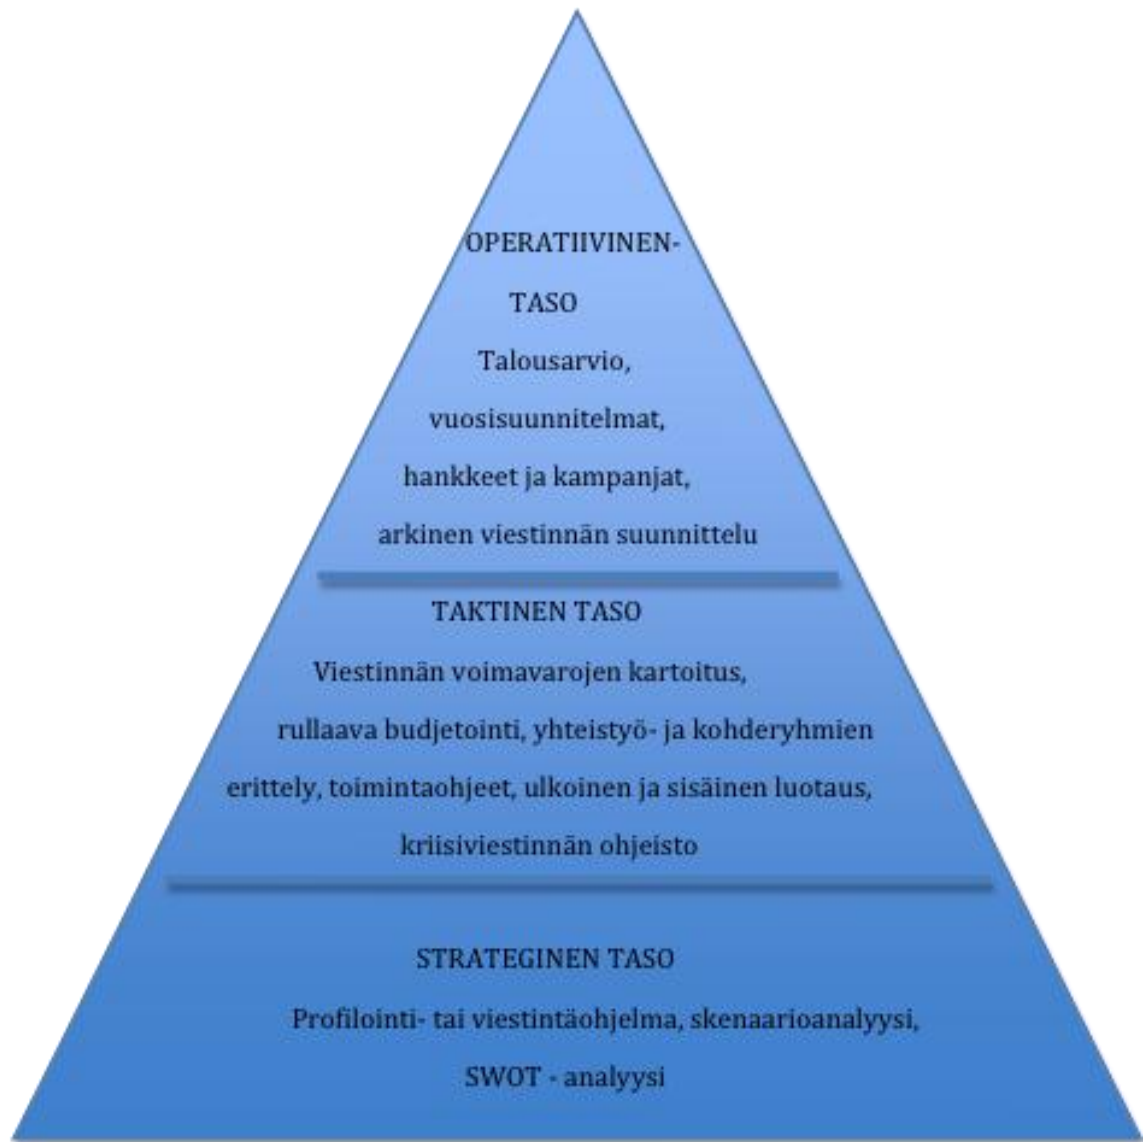 OPERATIIVINEN-
TASO
Talousarvio,
vuosisuunnitelmat,
hankkeet ja kampanjat,
arkinen viestinnän suunnittelu
TAKTINEN TASO
Viestinnän voimavarojen kartoitus,
rullaava budjetointi, yhteistyö- ja kohderyhmien
erittely, toimintaohjeet, ulkoinen ja sisäinen luotaus,
kriisiviestinnän ohjeisto
STRATEGINEN TASO
Profilointi- tai viestintäohjelma, skenaarioanalyysi,
SWOT - analyysi